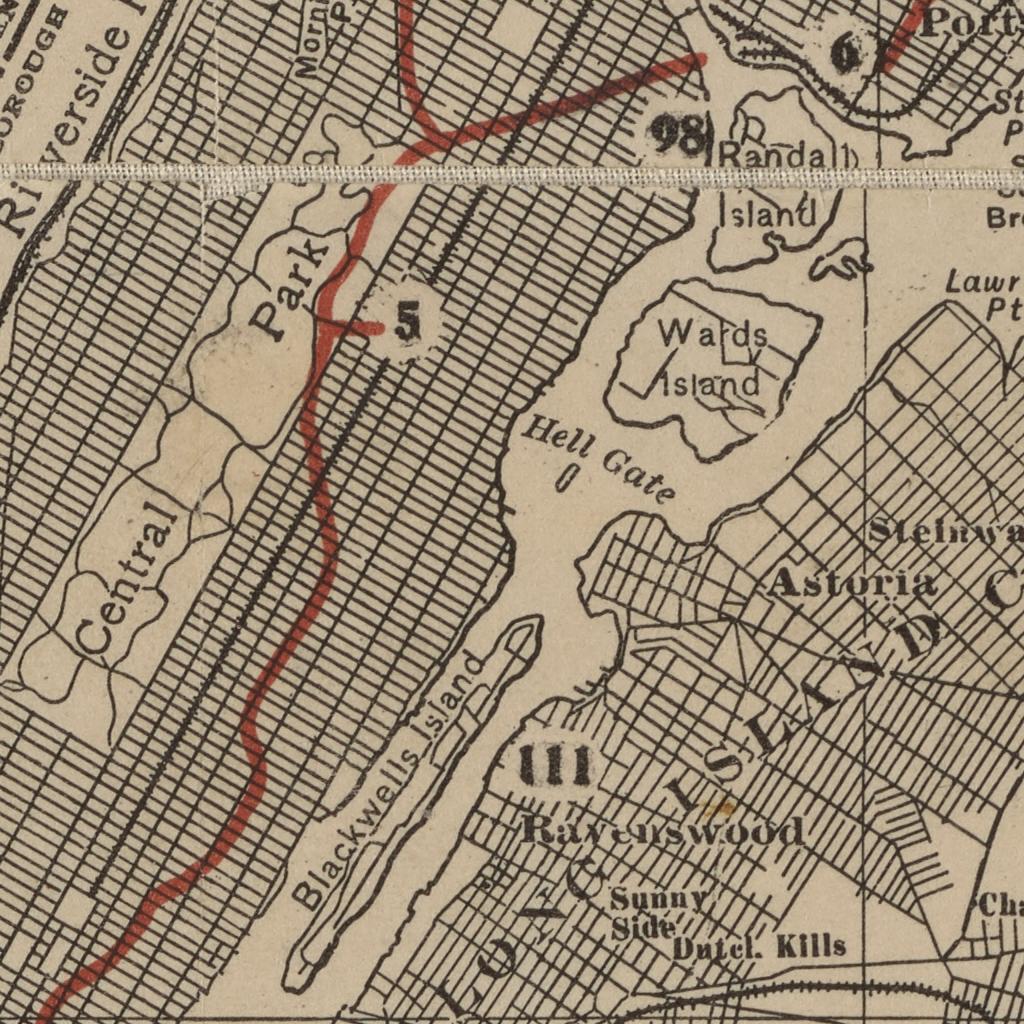 BOROUGH
Riverside
Morni
6
Port
98
Randall
Island
Lawr
Pt
Park
5
Wards
Island
Hell Gate
Steinwa
Astoria
Central
Blackwells Island
111
LONG ISLAND
Ravenswood
Sunny
Side
Dutch Kills
Cha